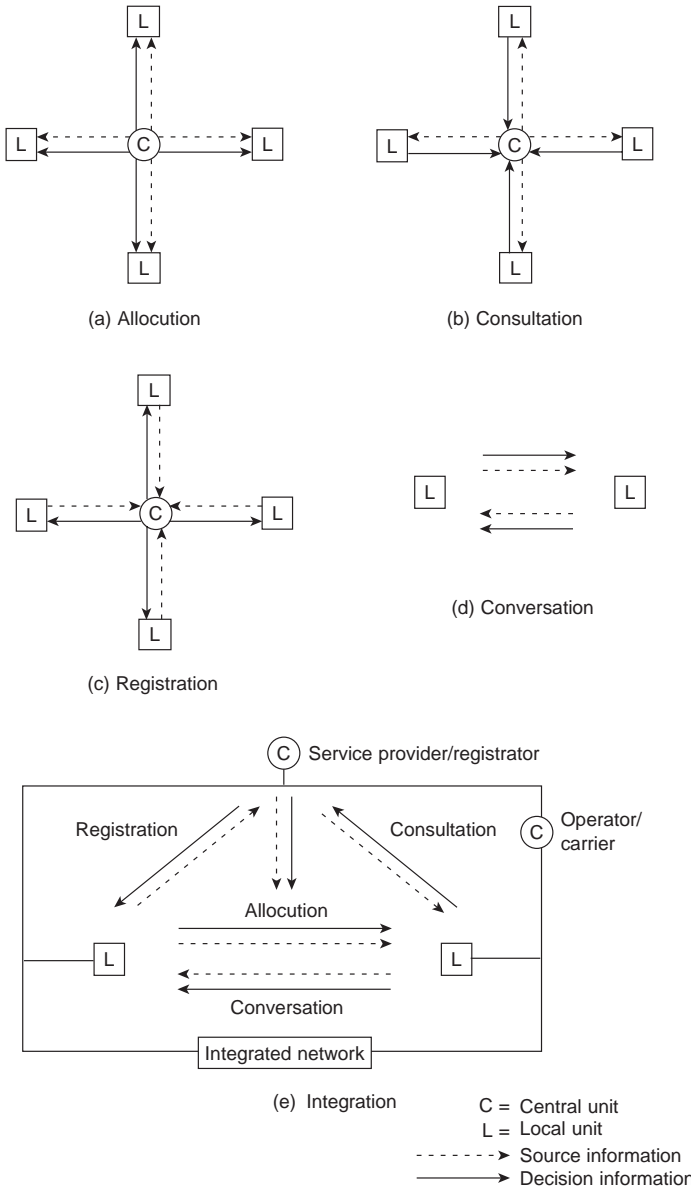 L
L
C
L
L
(a) Allocution
L
L
C
L
L
(b) Consultation
L
L
C
L
L
(c) Registration
L
L
(d) Conversation
C
Service provider/registrator
Registration
Consultation
C
Operator/
carrier
Allocution
L
L
Conversation
Integrated network
(e) Integration
C = Central unit
L = Local unit
Source information
Decision information